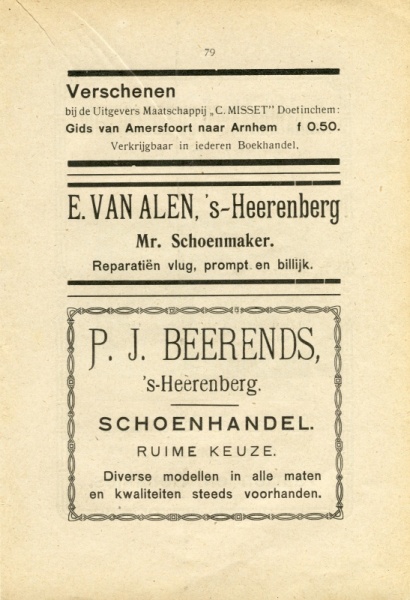 79
Verschenen
bij de Uitgevers Maatschappij „C. MISSET” Doetinchem:
Gids van Amersfoort naar Arnhem f 0.50.
Verkrijgbaar in iederen Boekhandel.
E. VAN ALEN, 's-Heerenberg
Mr. Schoenmaker.
Reparatiën vlug, prompt en billijk.
P. J. BEERENDS,
's-Heerenberg.
SCHOENHANDEL.
RUIME KEUZE.
Diverse modellen in alle maten
en kwaliteiten steeds voorhanden.